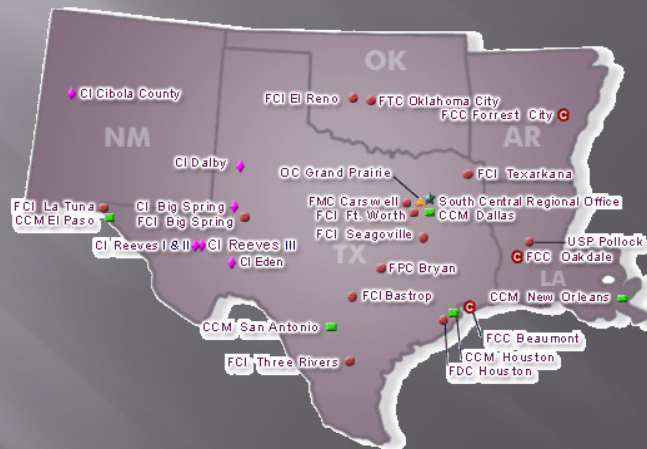 OK
CI Cibola County
FCI El Reno
FTC Oklahoma City
FCC Forrest City
NM
AR
CI Dalby
OC Grand Prairie
FCI Texarkana
FCI La Tuna
CI Big Spring
FMC Carswell
South Central Regional Office
CCM El Paso
FCI Big Spring
FCI Ft. Worth
CCM Dallas
CI Reeves I & II
CI Reeves III
FCI Seagoville
USP Pollock
TX
CI Eden
FCC Oakdale
FPC Bryan
LA
FCI Bastrop
CCM New Orleans
CCM San Antonio
FCC Beaumont
CCM Houston
FCI Three Rivers
FDC Houston
C
C
C